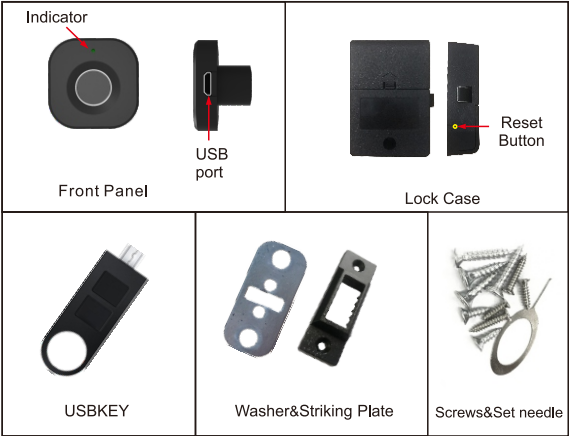 Indicator
USB
port
Front Panel
Reset
Button
Lock Case
USBKEY
Washer&Striking Plate
Screws&Set needle